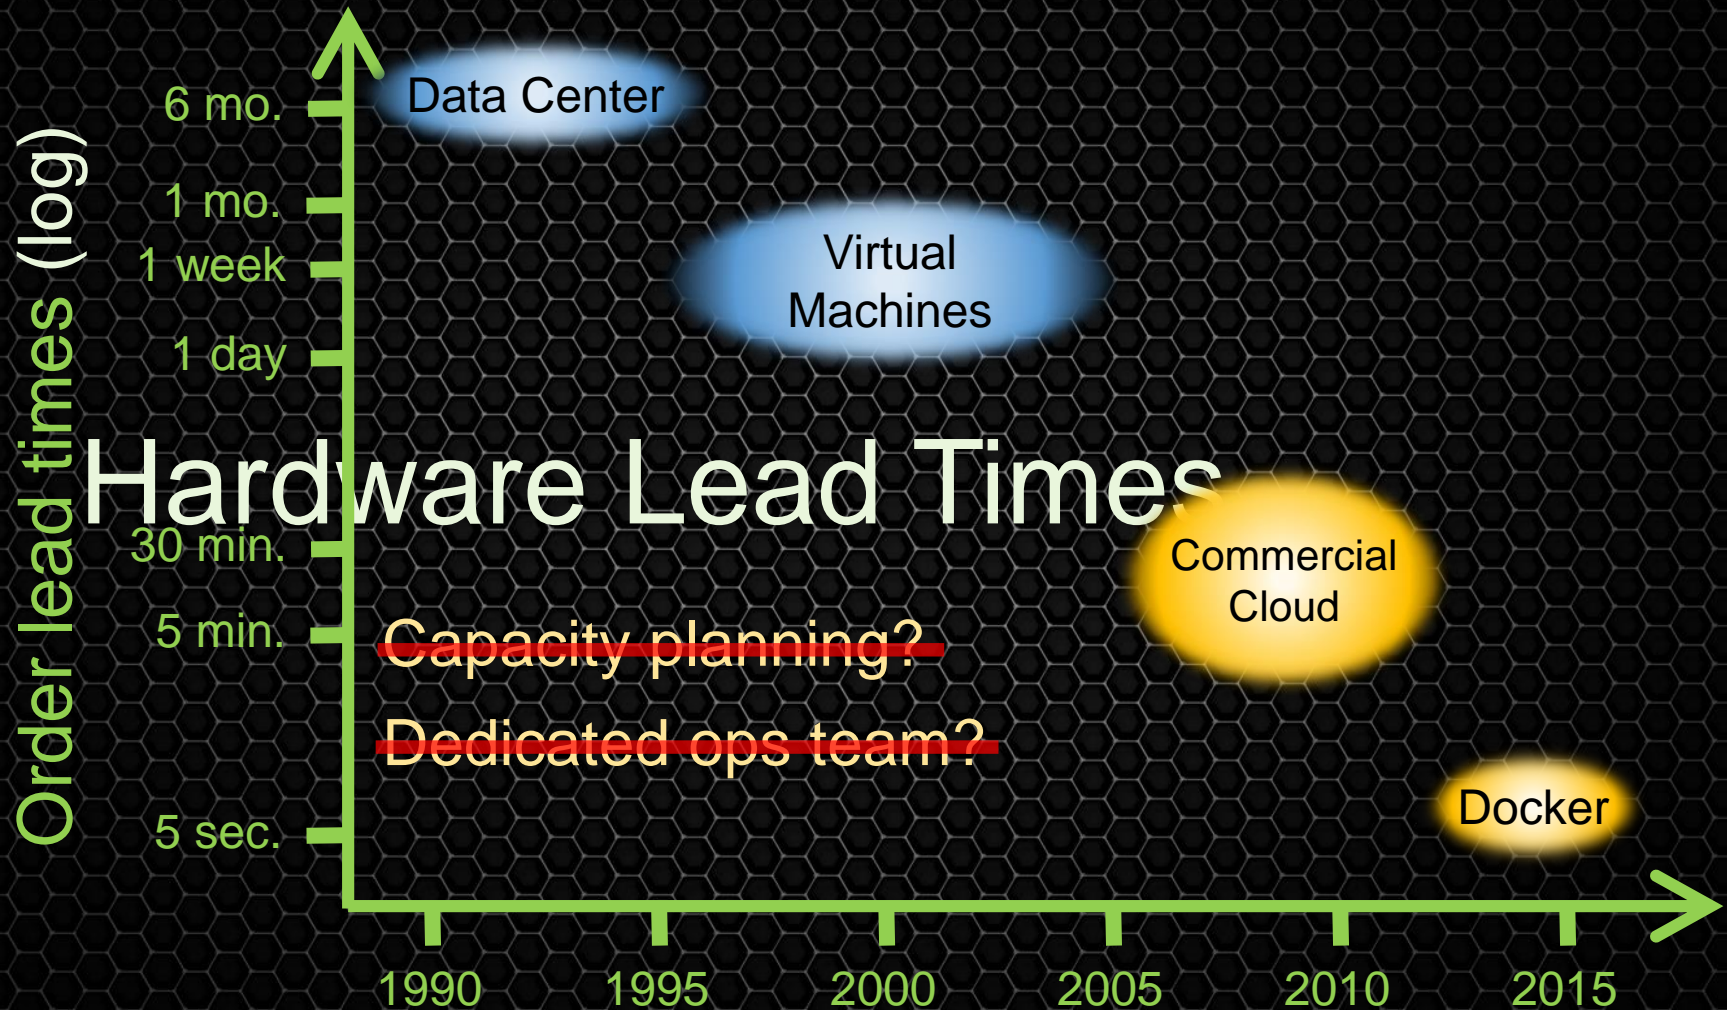 Order lead times (log)
6 mo.
1 mo.
1 week
1 day
30 min.
5 min.
5 sec.
Data Center
Virtual
Machines
Hardware Lead Times
Commercial
Cloud
Capacity planning?
Dedicated ops team?
Docker
1990
1995
2000
2005
2010
2015